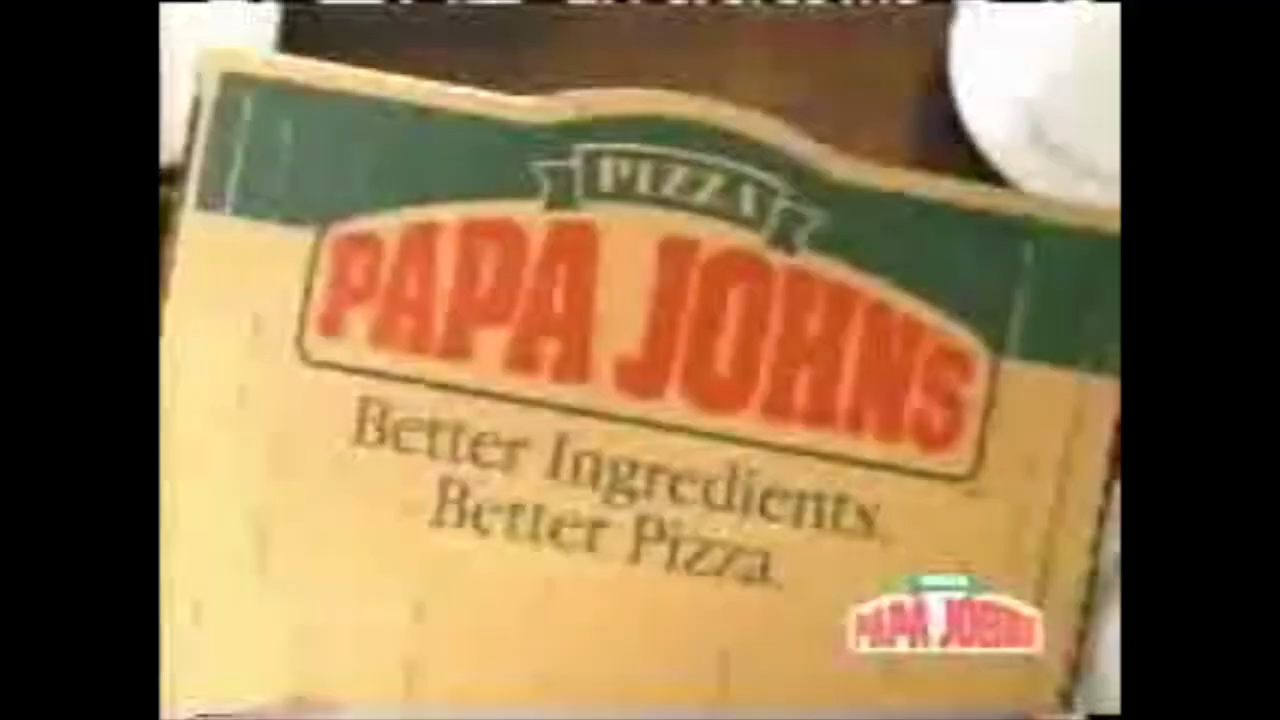 PIZZA
PAPA JOHNS
Better Ingredients.
Better Pizza.
PAPA JOHNS